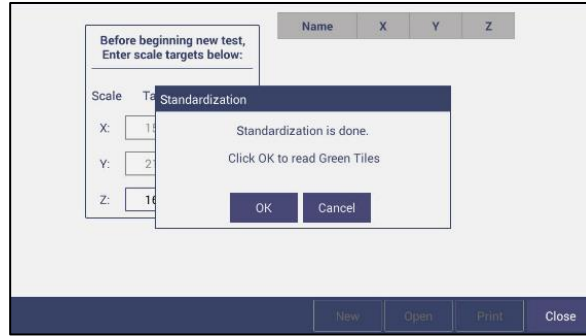 Name X Y Z
Before beginning new test,
Enter scale targets below:
Scale
Standardization
Standardization is done.
X:
Click OK to read Green Tiles
Y:
Z:
OK Cancel
New Open Print Close